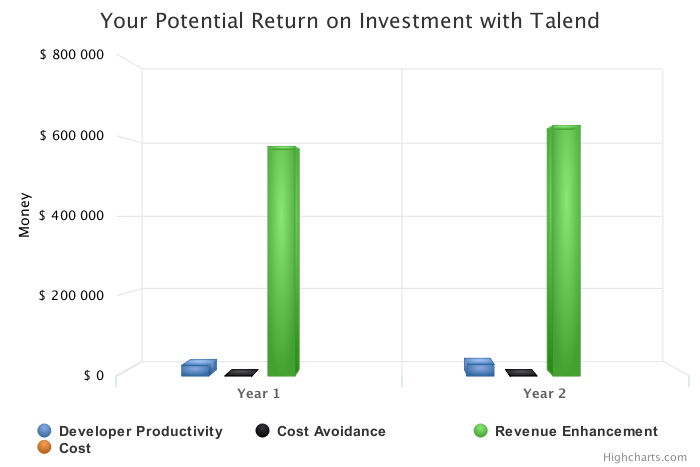 Your Potential Return on Investment with Talend
$ 800 000
$ 600 000
$ 400 000
$ 200 000
$ 0
Money
Year 1
Year 2
Developer Productivity
Cost Avoidance
Revenue Enhancement
Cost
Highcharts.com